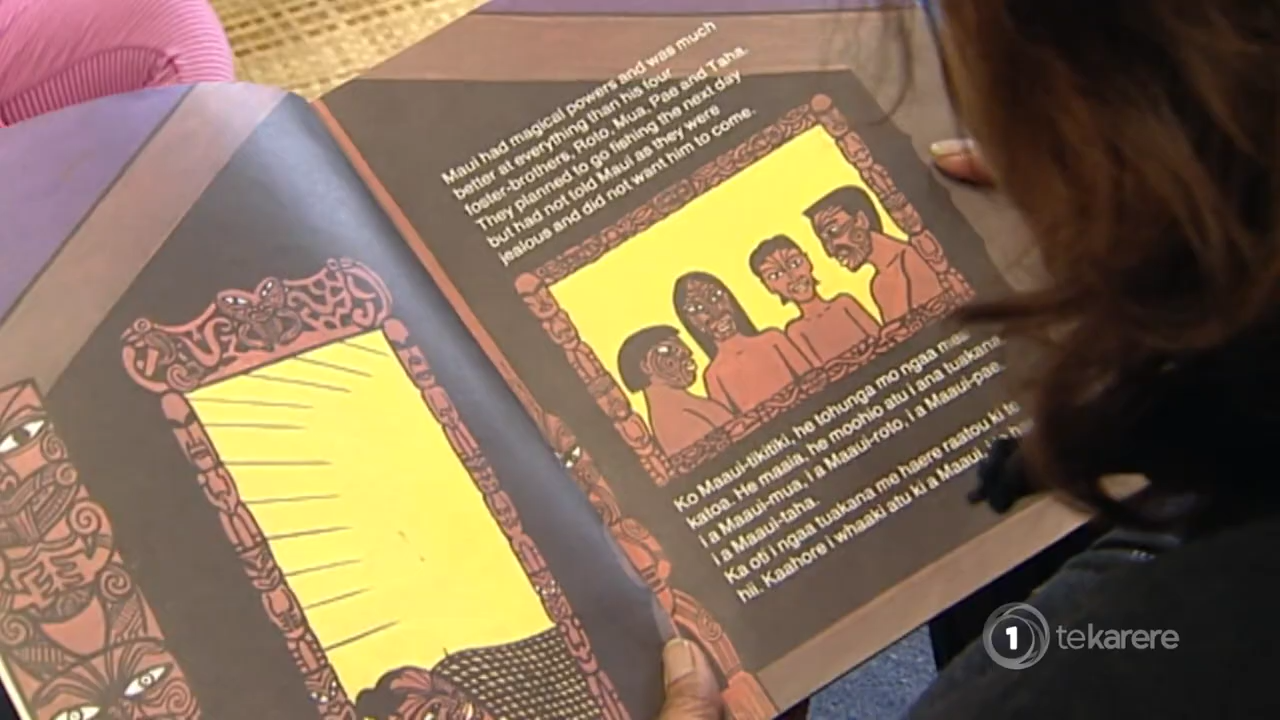 Maui had magical powers and was much
better at everything than his four
foster-brothers, Roto, Mua, Pae and Taha.
They planned to go fishing the next day
but had not told Maui as they were
jealous and did not want him to come.
Ko Maaui-tikitiki, he tohunga mo ngaa
katoa. He maaia, he moohio atu i ana tuakana
i a Maaui-mua, i a Maaui-roto, i a Maaui-pae,
i a Maaui-taha.
Ka oti i ngaa tuakana me haere raatou ki te
hii. Kaahore i whaaki atu ki a Maaui,
1 tekarere